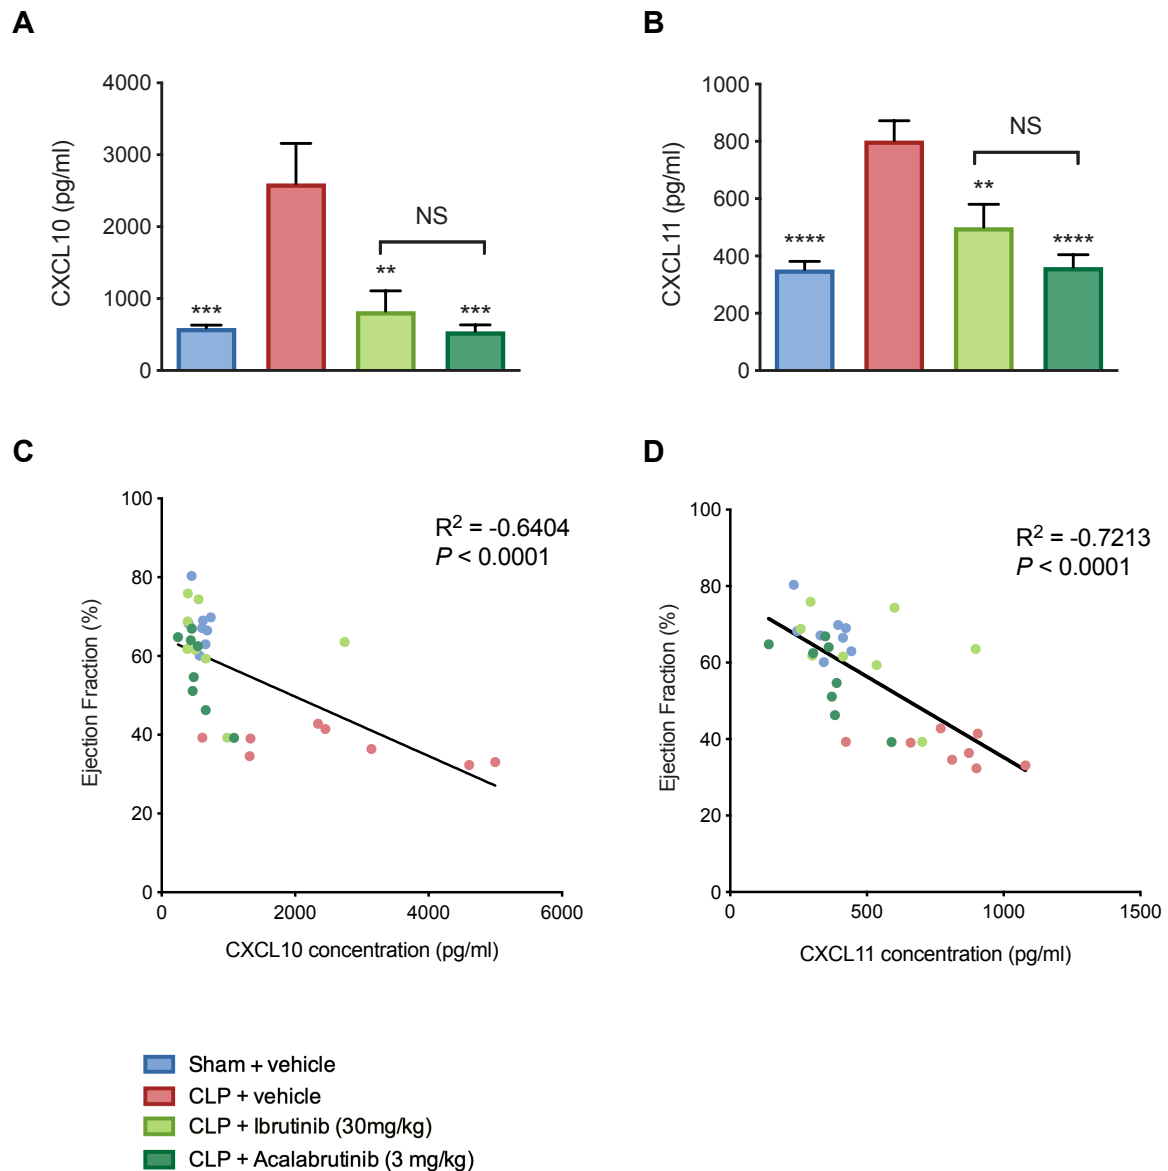 A
CXCL10 (pg/ml)
4000
3000
2000
1000
0
***
**
***
NS
B
CXCL11 (pg/ml)
1000
800
600
400
200
0
****
**
****
NS
C
Ejection Fraction (%)
100
80
60
40
20
0
R² = -0.6404
P < 0.0001
0 2000 4000 6000
CXCL10 concentration (pg/ml)
D
Ejection Fraction (%)
100
80
60
40
20
0
R² = -0.7213
P < 0.0001
0 500 1000 1500
CXCL11 concentration (pg/ml)
Sham + vehicle
CLP + vehicle
CLP + Ibrutinib (30mg/kg)
CLP + Acalabrutinib (3 mg/kg)